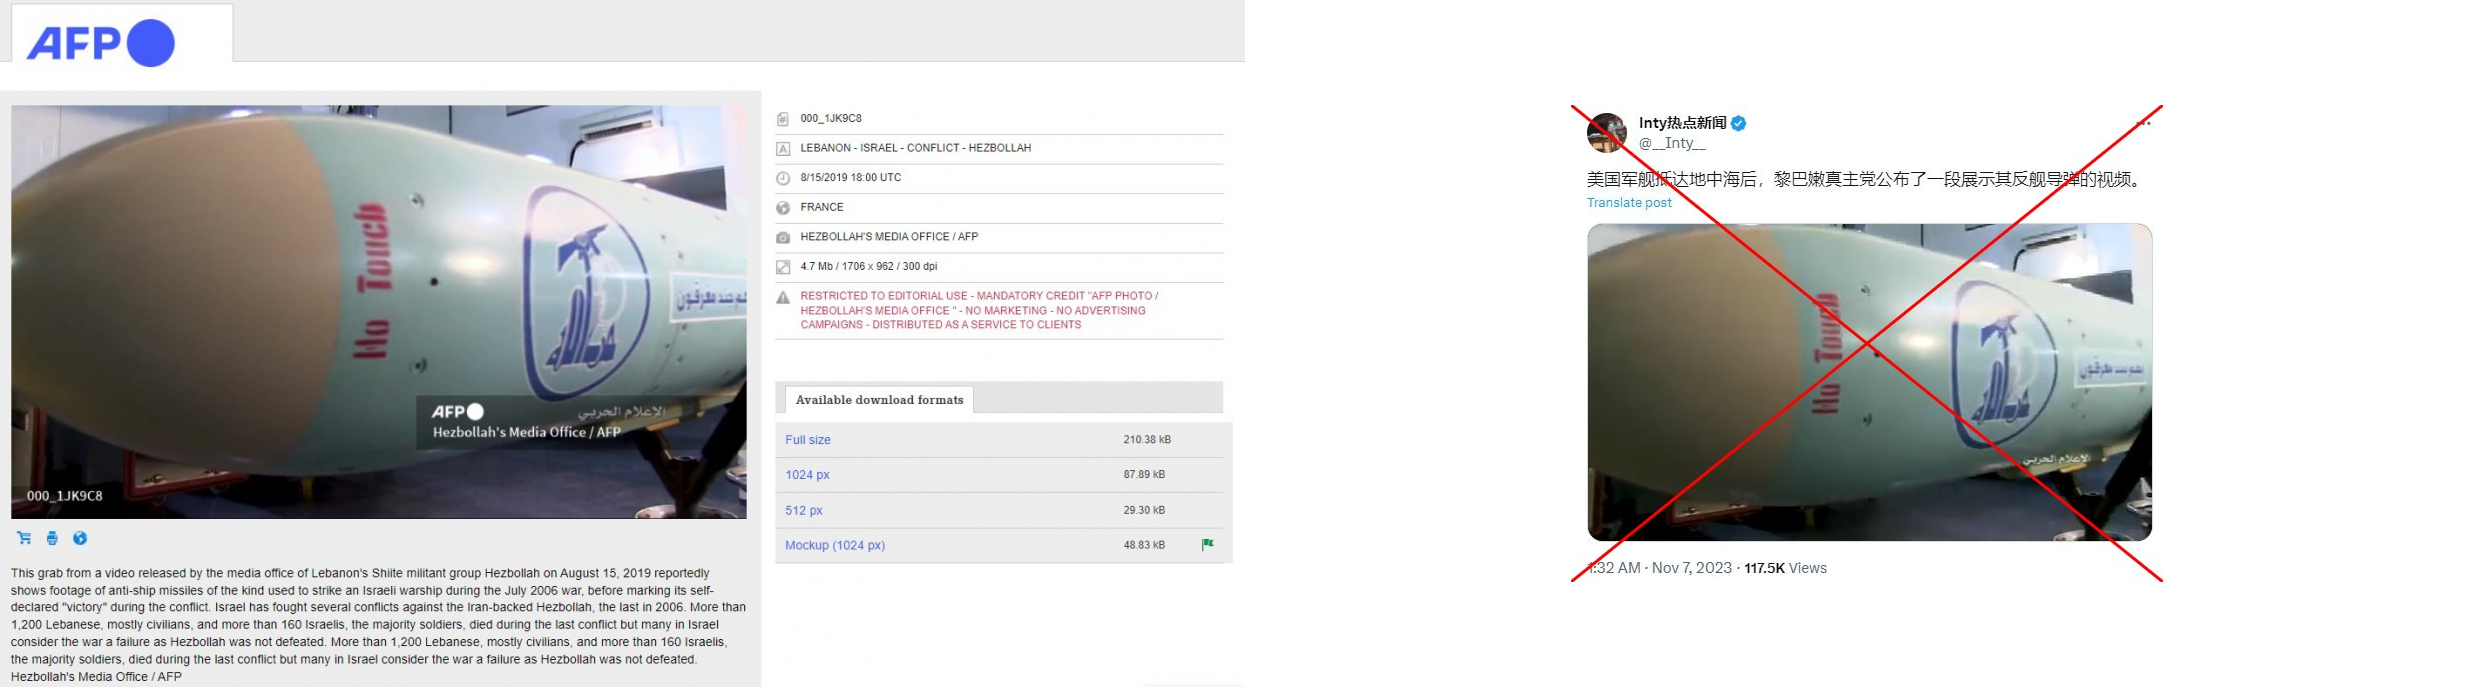 AFP
No Touch
حزب الله
بهم جند مغرقون
AFP
الإعلام الحربي
Hezbollah's Media Office / AFP
000_1JK9C8
This grab from a video released by the media office of Lebanon's Shiite militant group Hezbollah on August 15, 2019 reportedly
shows footage of anti-ship missiles of the kind used to strike an Israeli warship during the July 2006 war, before marking its self-
declared "victory" during the conflict. Israel has fought several conflicts against the Iran-backed Hezbollah, the last in 2006. More than
1,200 Lebanese, mostly civilians, and more than 160 Israelis, the majority soldiers, died during the last conflict but many in Israel
consider the war a failure as Hezbollah was not defeated. More than 1,200 Lebanese, mostly civilians, and more than 160 Israelis,
the majority soldiers, died during the last conflict but many in Israel consider the war a failure as Hezbollah was not defeated.
Hezbollah's Media Office / AFP
000_1JK9C8
LEBANON - ISRAEL - CONFLICT - HEZBOLLAH
8/15/2019 18:00 UTC
FRANCE
HEZBOLLAH'S MEDIA OFFICE / AFP
4.7 Mb / 1706 x 962 / 300 dpi
RESTRICTED TO EDITORIAL USE - MANDATORY CREDIT "AFP PHOTO /
HEZBOLLAH'S MEDIA OFFICE " - NO MARKETING - NO ADVERTISING
CAMPAIGNS - DISTRIBUTED AS A SERVICE TO CLIENTS
Available download formats
Full size 210.38 kB
1024 px 87.89 kB
512 px 29.30 kB
Mockup (1024 px) 48.83 kB
Inty热点新闻
@__Inty__
美国军舰抵达地中海后，黎巴嫩真主党公布了一段展示其反舰导弹的视频。
Translate post
No Touch
حزب الله
بهم جند مغرقون
الإعلام الحربي
1:32 AM · Nov 7, 2023 · 117.5K Views